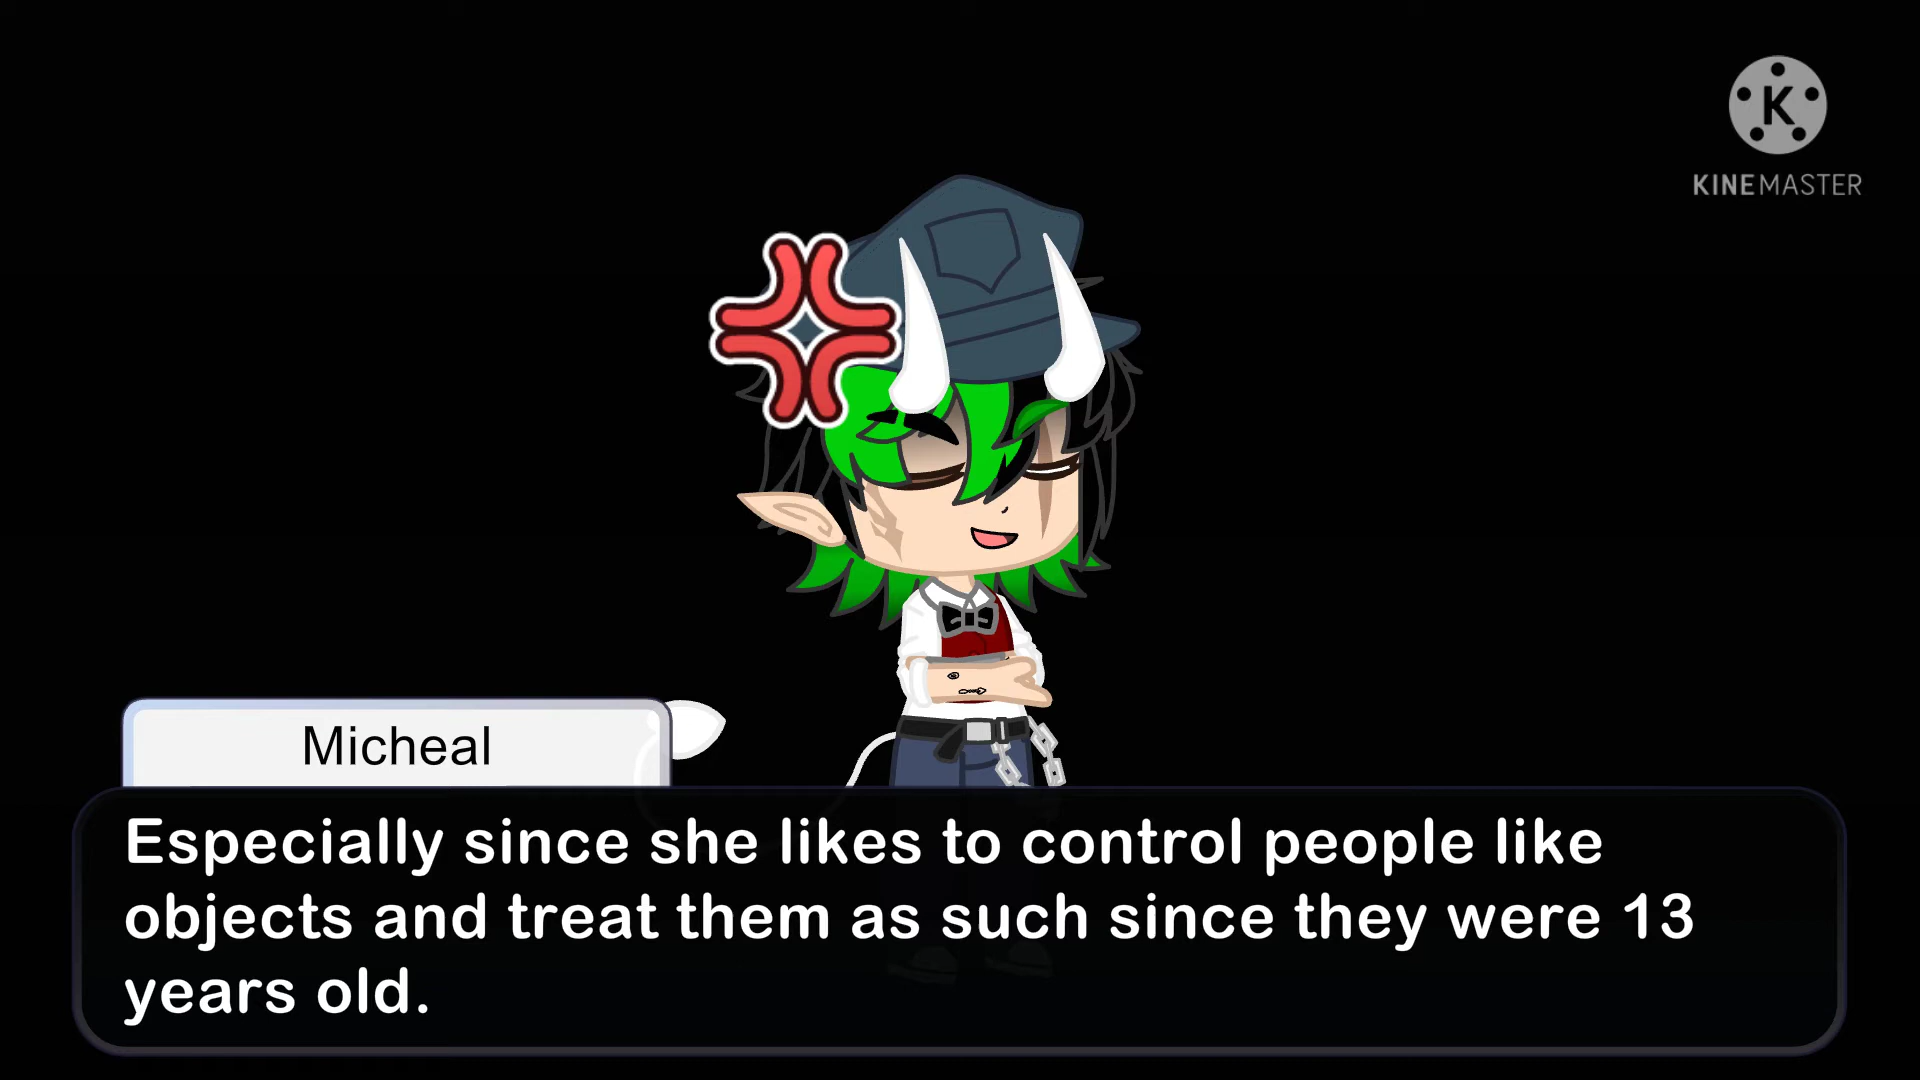 K
KINEMASTER
Micheal
Especially since she likes to control people like
objects and treat them as such since they were 13
years old.